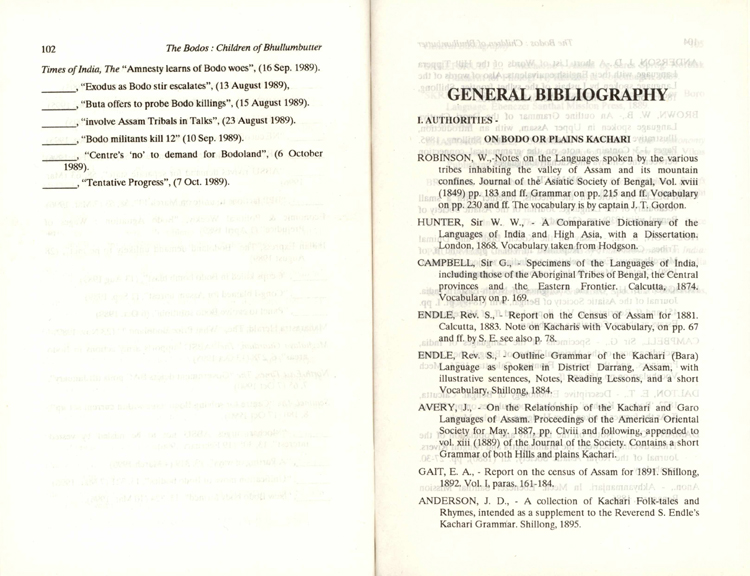 102 The Bodos : Children of Bhullumbutter
Times of India, The "Amnesty learns of Bodo woes", (16 Sep. 1989).
______, "Exodus as Bodo stir escalates", (13 August 1989),
______, "Buta offers to probe Bodo killings", (15 August 1989).
______, "involve Assam Tribals in Talks", (23 August 1989).
______, "Bodo militants kill 12" (10 Sep. 1989).
______, "Centre's 'no' to demand for Bodoland", (6 October
1989).
______, "Tentative Progress", (7 Oct. 1989).
GENERAL BIBLIOGRAPHY
I. AUTHORITIES -
ON BODO OR PLAINS KACHARI
ROBINSON, W.,-Notes on the Languages spoken by the various
tribes inhabiting the valley of Assam and its mountain
confines. Journal of the Asiatic Society of Bengal, Vol. xviii
(1849) pp. 183 and ff. Grammar on pp. 215 and ff. Vocabulary
on pp. 230 and ff. The vocabulary is by captain J. T. Gordon.
HUNTER, Sir W. W., - A Comparative Dictionary of the
Languages of India and High Asia, with a Dissertation.
London, 1868. Vocabulary taken from Hodgson.
CAMPBELL, Sir G., - Specimens of the Languages of India,
including those of the Aboriginal Tribes of Bengal, the Central
provinces and the Eastern Frontier. Calcutta, 1874.
Vocabulary on p. 169.
ENDLE, Rev. S., - Report on the Census of Assam for 1881.
Calcutta, 1883. Note on Kacharis with Vocabulary, on pp. 67
and ff. by S. E. see also p. 78.
ENDLE, Rev. S., - Outline Grammar of the Kachari (Bara)
Language as spoken in District Darrang, Assam, with
illustrative sentences, Notes, Reading Lessons, and a short
Vocabulary. Shillong, 1884.
AVERY, J., - On the Relationship of the Kachari and Garo
Languages of Assam. Proceedings of the American Oriental
Society for May, 1887, pp. Clviii and following, appended to
vol. xiii (1889) of the Journal of the Society. Contains a short
Grammar of both Hills and plains Kachari.
GAIT, E. A., - Report on the census of Assam for 1891. Shillong,
1892. Vol. I, paras. 161-184.
ANDERSON, J. D., - A collection of Kachari Folk-tales and
Rhymes, intended as a supplement to the Reverend S. Endle's
Kachari Grammar. Shillong, 1895.